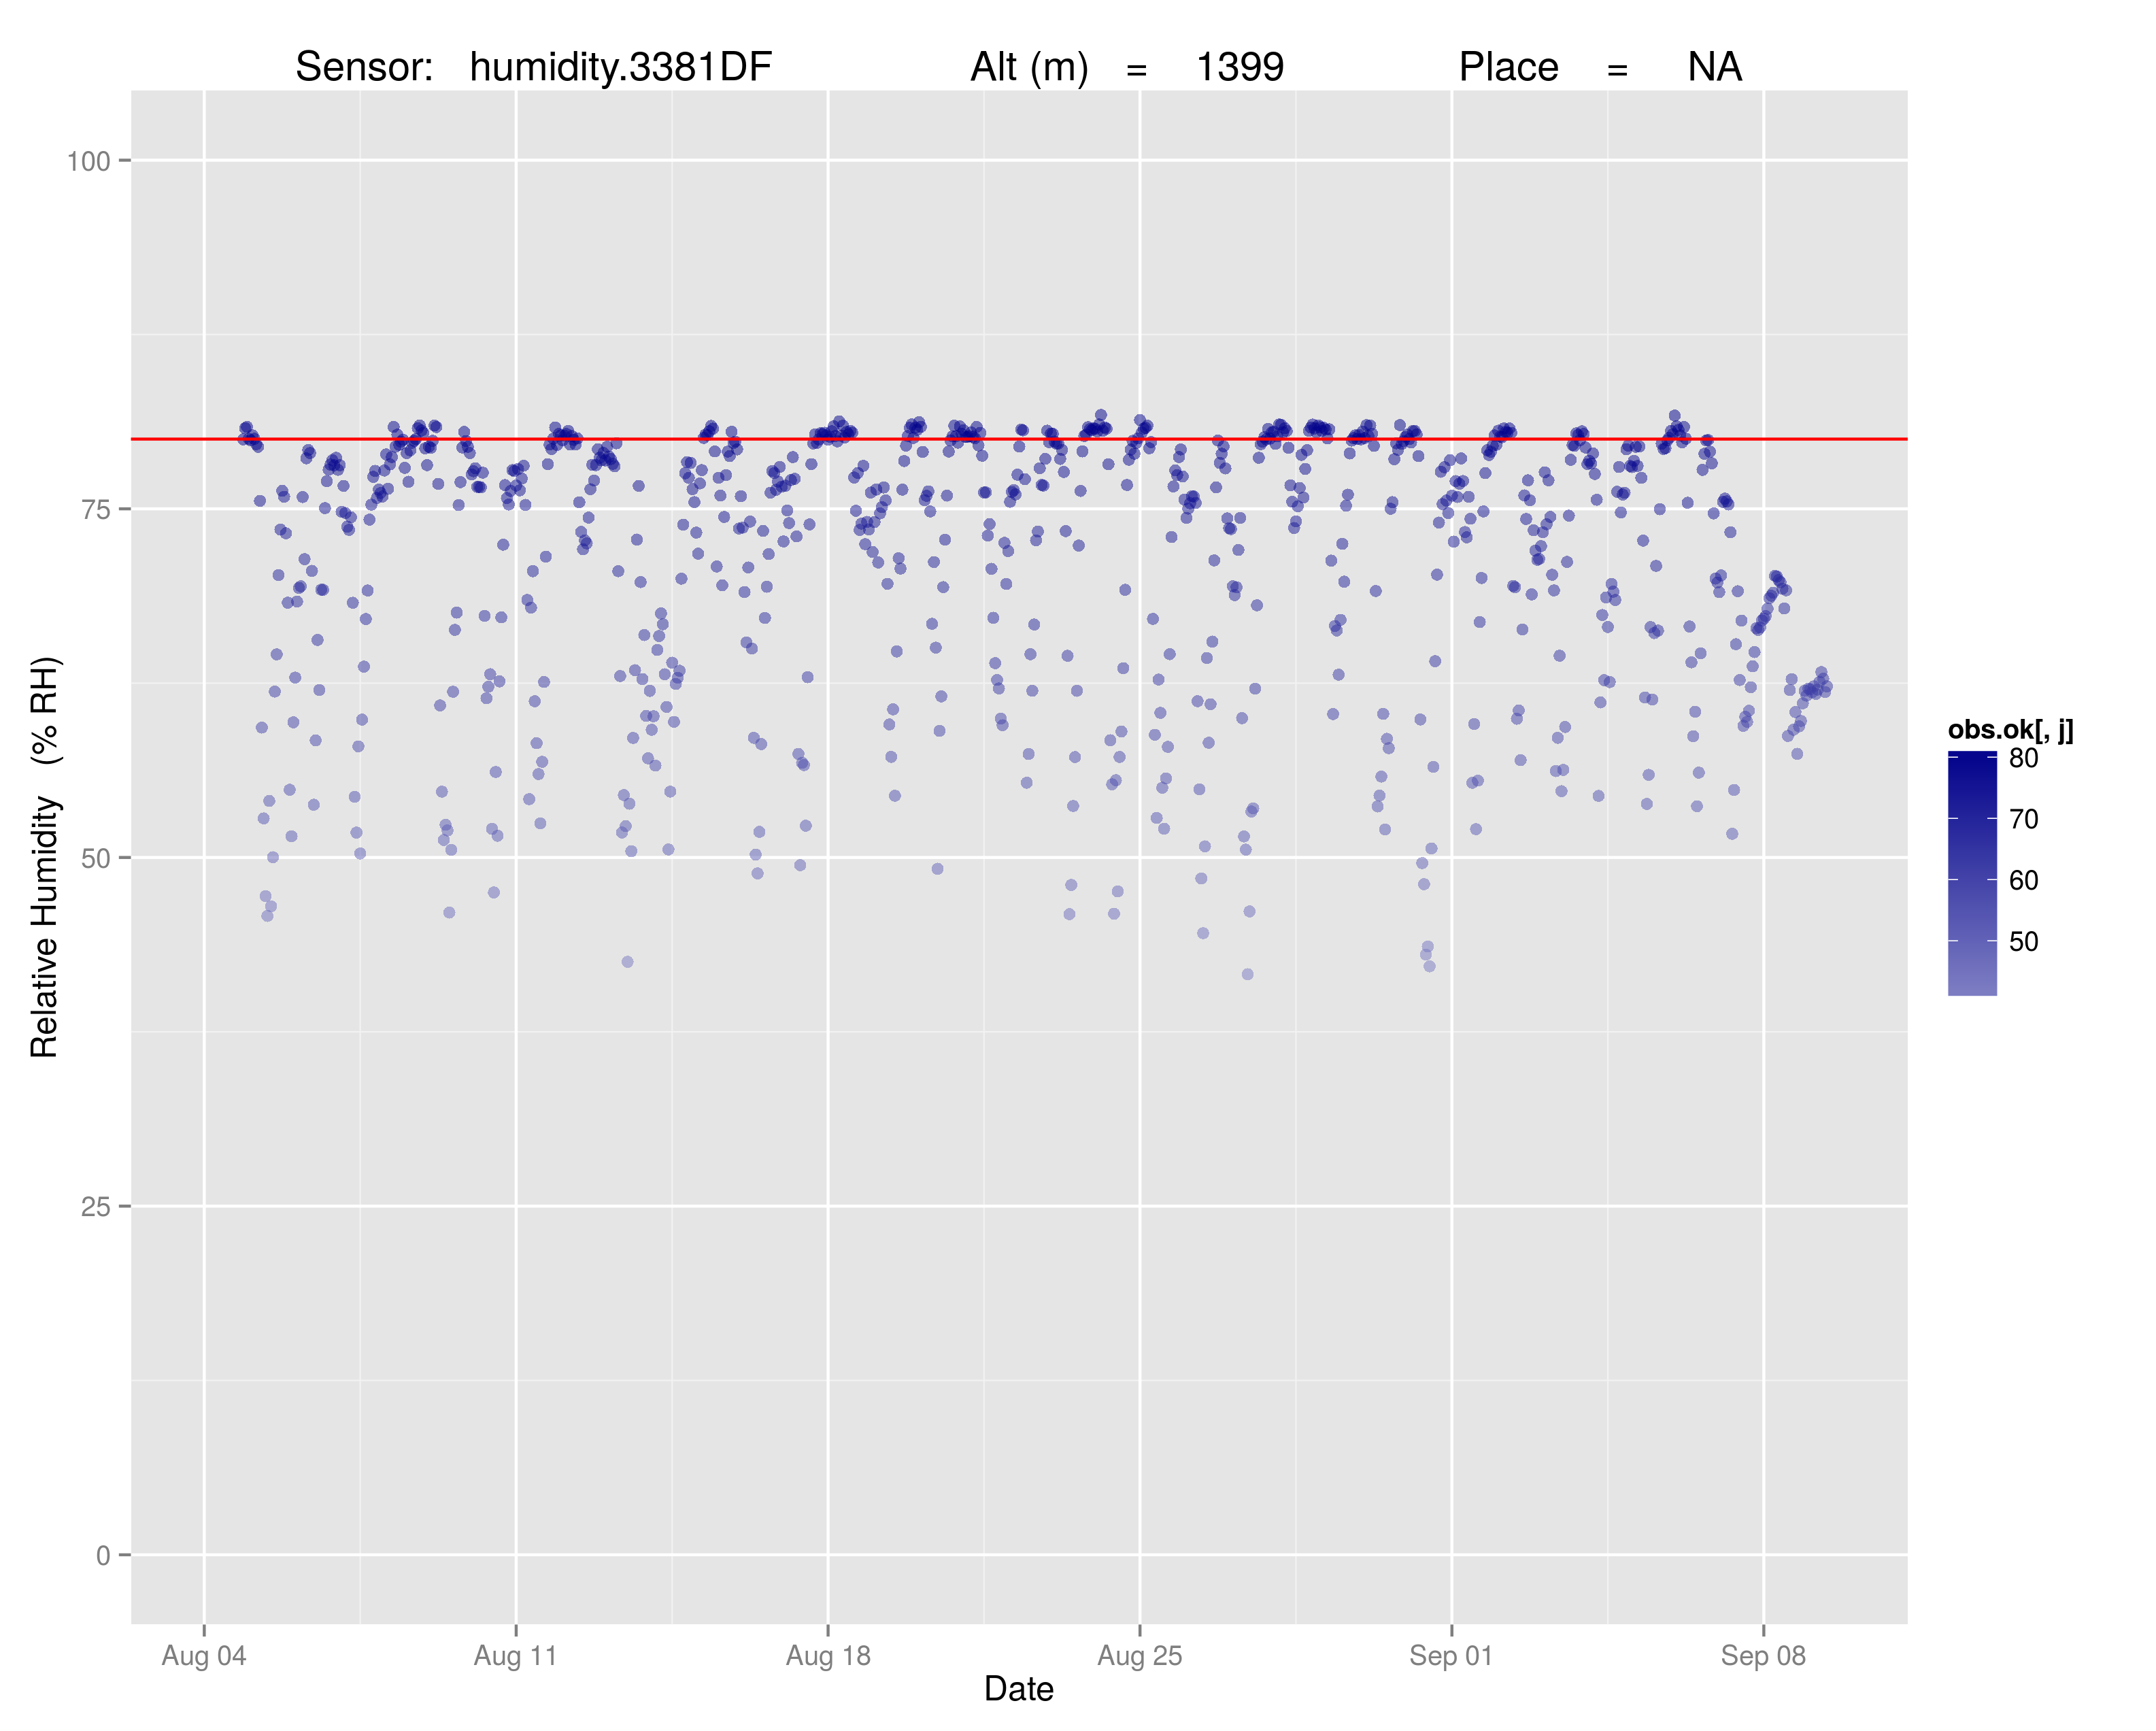 Sensor: humidity.3381DF Alt (m) = 1399 Place = NA
100
75
50
25
0
Relative Humidity (% RH)
Aug 04 Aug 11 Aug 18 Aug 25 Sep 01 Sep 08
Date
obs.ok[, j]
80
70
60
50